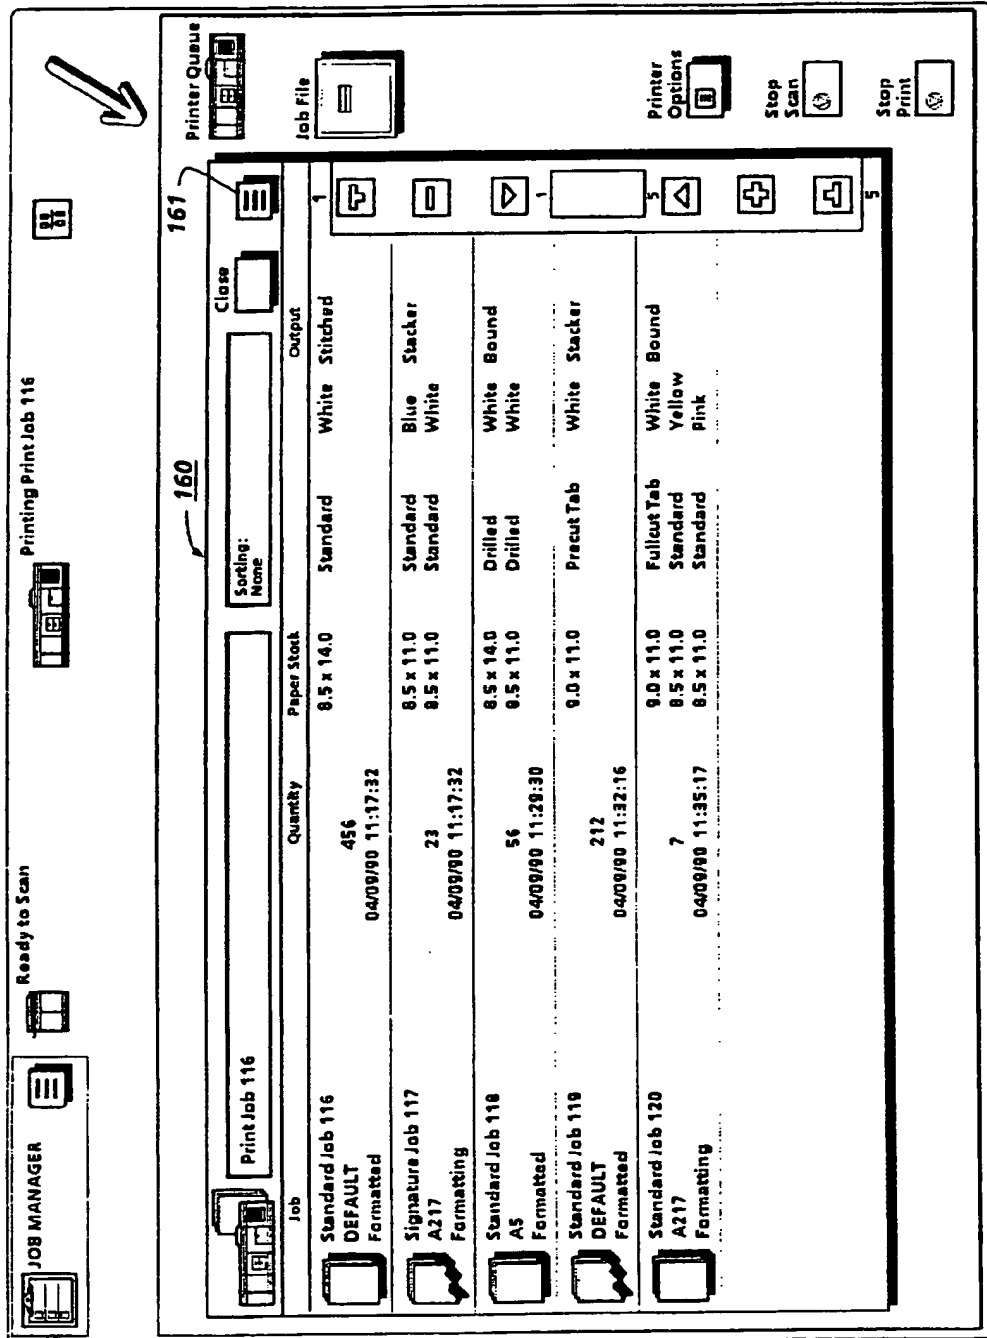 JOB MANAGER
Ready to Scan
Printing Print Job 116
160
161
Print Job 116
Sorting:
None
Close
Job Quantity Paper Stock Output
Standard Job 116 456 8.5 x 14.0 Standard White Stitched
DEFAULT
Formatted 04/09/90 11:17:32
Signature Job 117 23 8.5 x 11.0 Standard Blue Stacker
A217 8.5 x 11.0 Standard White
Formatting 04/09/90 11:17:32
Standard Job 118 56 8.5 x 14.0 Drilled White Bound
A5 8.5 x 11.0 Drilled White
Formatted 04/09/90 11:29:30
Standard Job 119 212 9.0 x 11.0 Precut Tab White Stacker
DEFAULT
Formatted 04/09/90 11:32:16
Standard Job 120 7 9.0 x 11.0 Fullcut Tab White Bound
A217 8.5 x 11.0 Standard Yellow
Formatting 04/09/90 11:35:17 8.5 x 11.0 Standard Pink
1
1
5
5
Printer Queue
Job File
Printer
Options
Stop
Scan
Stop
Print